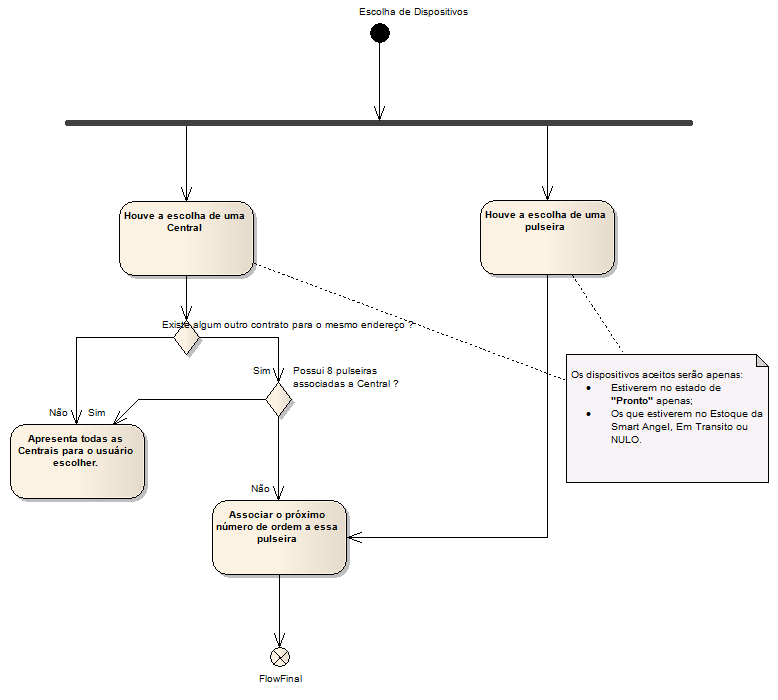 Escolha de Dispositivos
Houve a escolha de uma
Central
Houve a escolha de uma
pulseira
Existe algum outro contrato para o mesmo endereço ?
Sim
Possui 8 pulseiras
associadas a Central ?
Os dispositivos aceitos serão apenas:
• Estiverem no estado de
"Pronto" apenas;
• Os que estiverem no Estoque da
Smart Angel, Em Transito ou
NULO.
Não
Sim
Apresenta todas as
Centrais para o usuário
escolher.
Não
Associar o próximo
número de ordem a essa
pulseira
FlowFinal